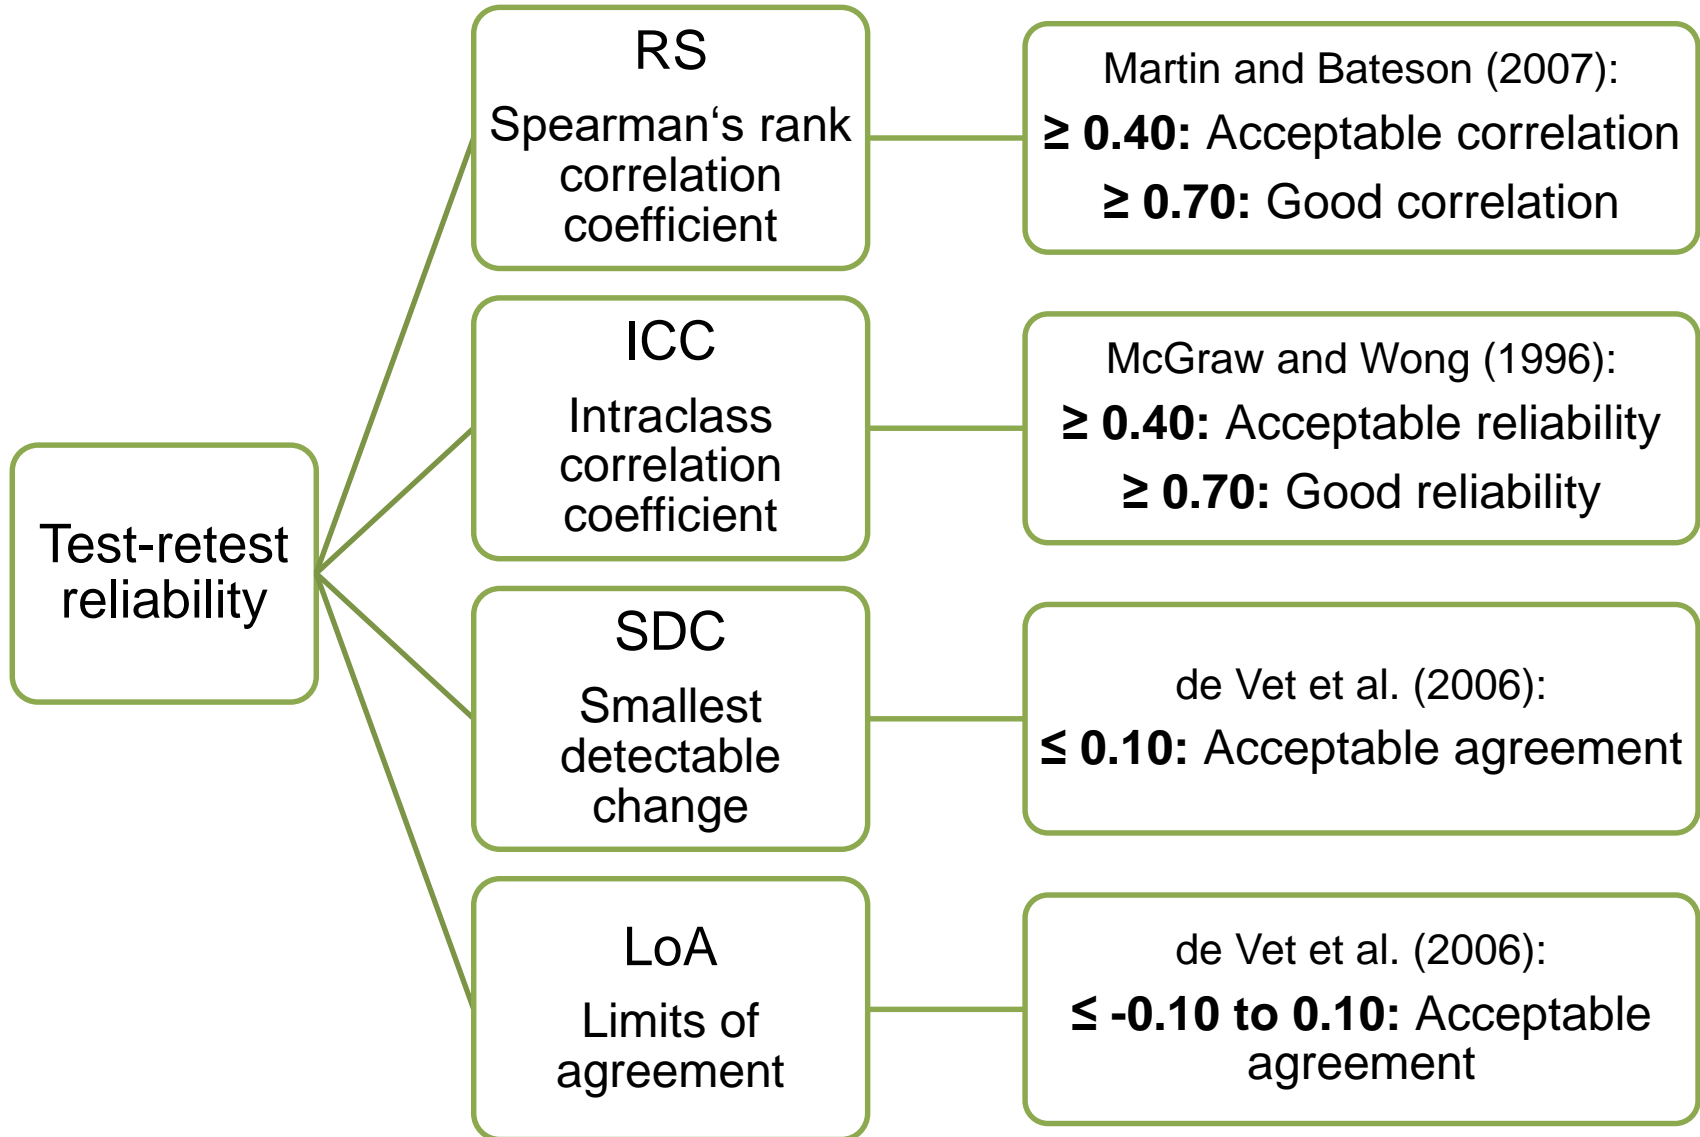 Test-retest
reliability
RS
Spearman‘s rank
correlation
coefficient
Martin and Bateson (2007):
≥ 0.40: Acceptable correlation
≥ 0.70: Good correlation
ICC
Intraclass
correlation
coefficient
McGraw and Wong (1996):
≥ 0.40: Acceptable reliability
≥ 0.70: Good reliability
SDC
Smallest
detectable
change
de Vet et al. (2006):
≤ 0.10: Acceptable agreement
LoA
Limits of
agreement
de Vet et al. (2006):
≤ -0.10 to 0.10: Acceptable
agreement